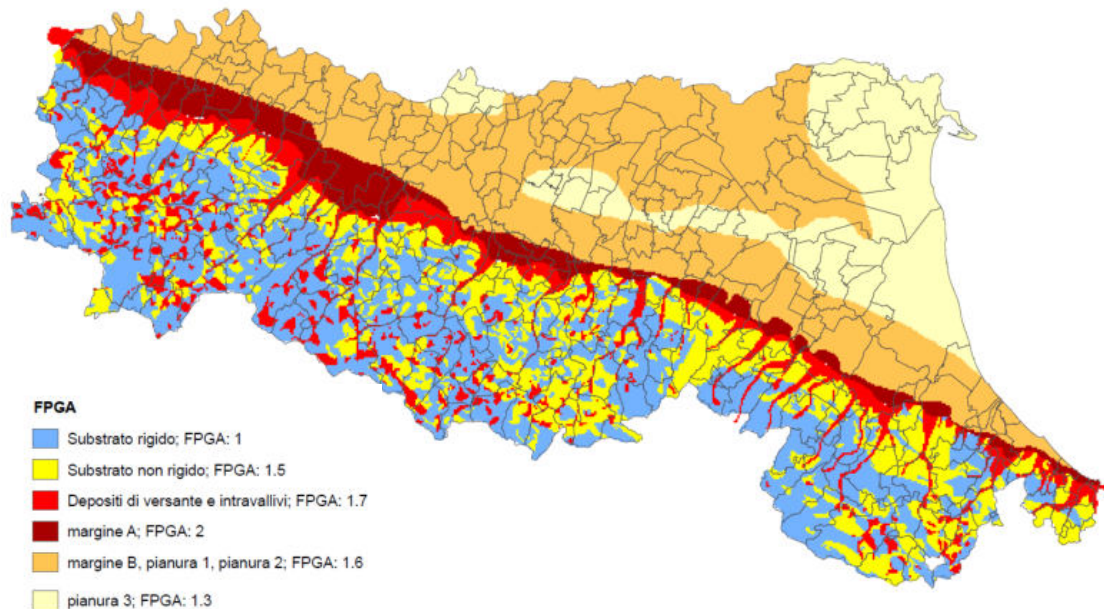 FPGA
Substrato rigido; FPGA: 1
Substrato non rigido; FPGA: 1.5
Depositi di versante e intravallivi; FPGA: 1.7
margine A; FPGA: 2
margine B, pianura 1, pianura 2; FPGA: 1.6
pianura 3; FPGA: 1.3